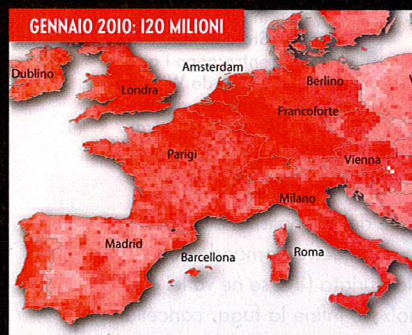 GENNAIO 2010: 120 MILIONI
Dublino
Amsterdam
Berlino
Londra
Francoforte
Parigi
Vienna
Milano
Madrid
Barcellona
Roma